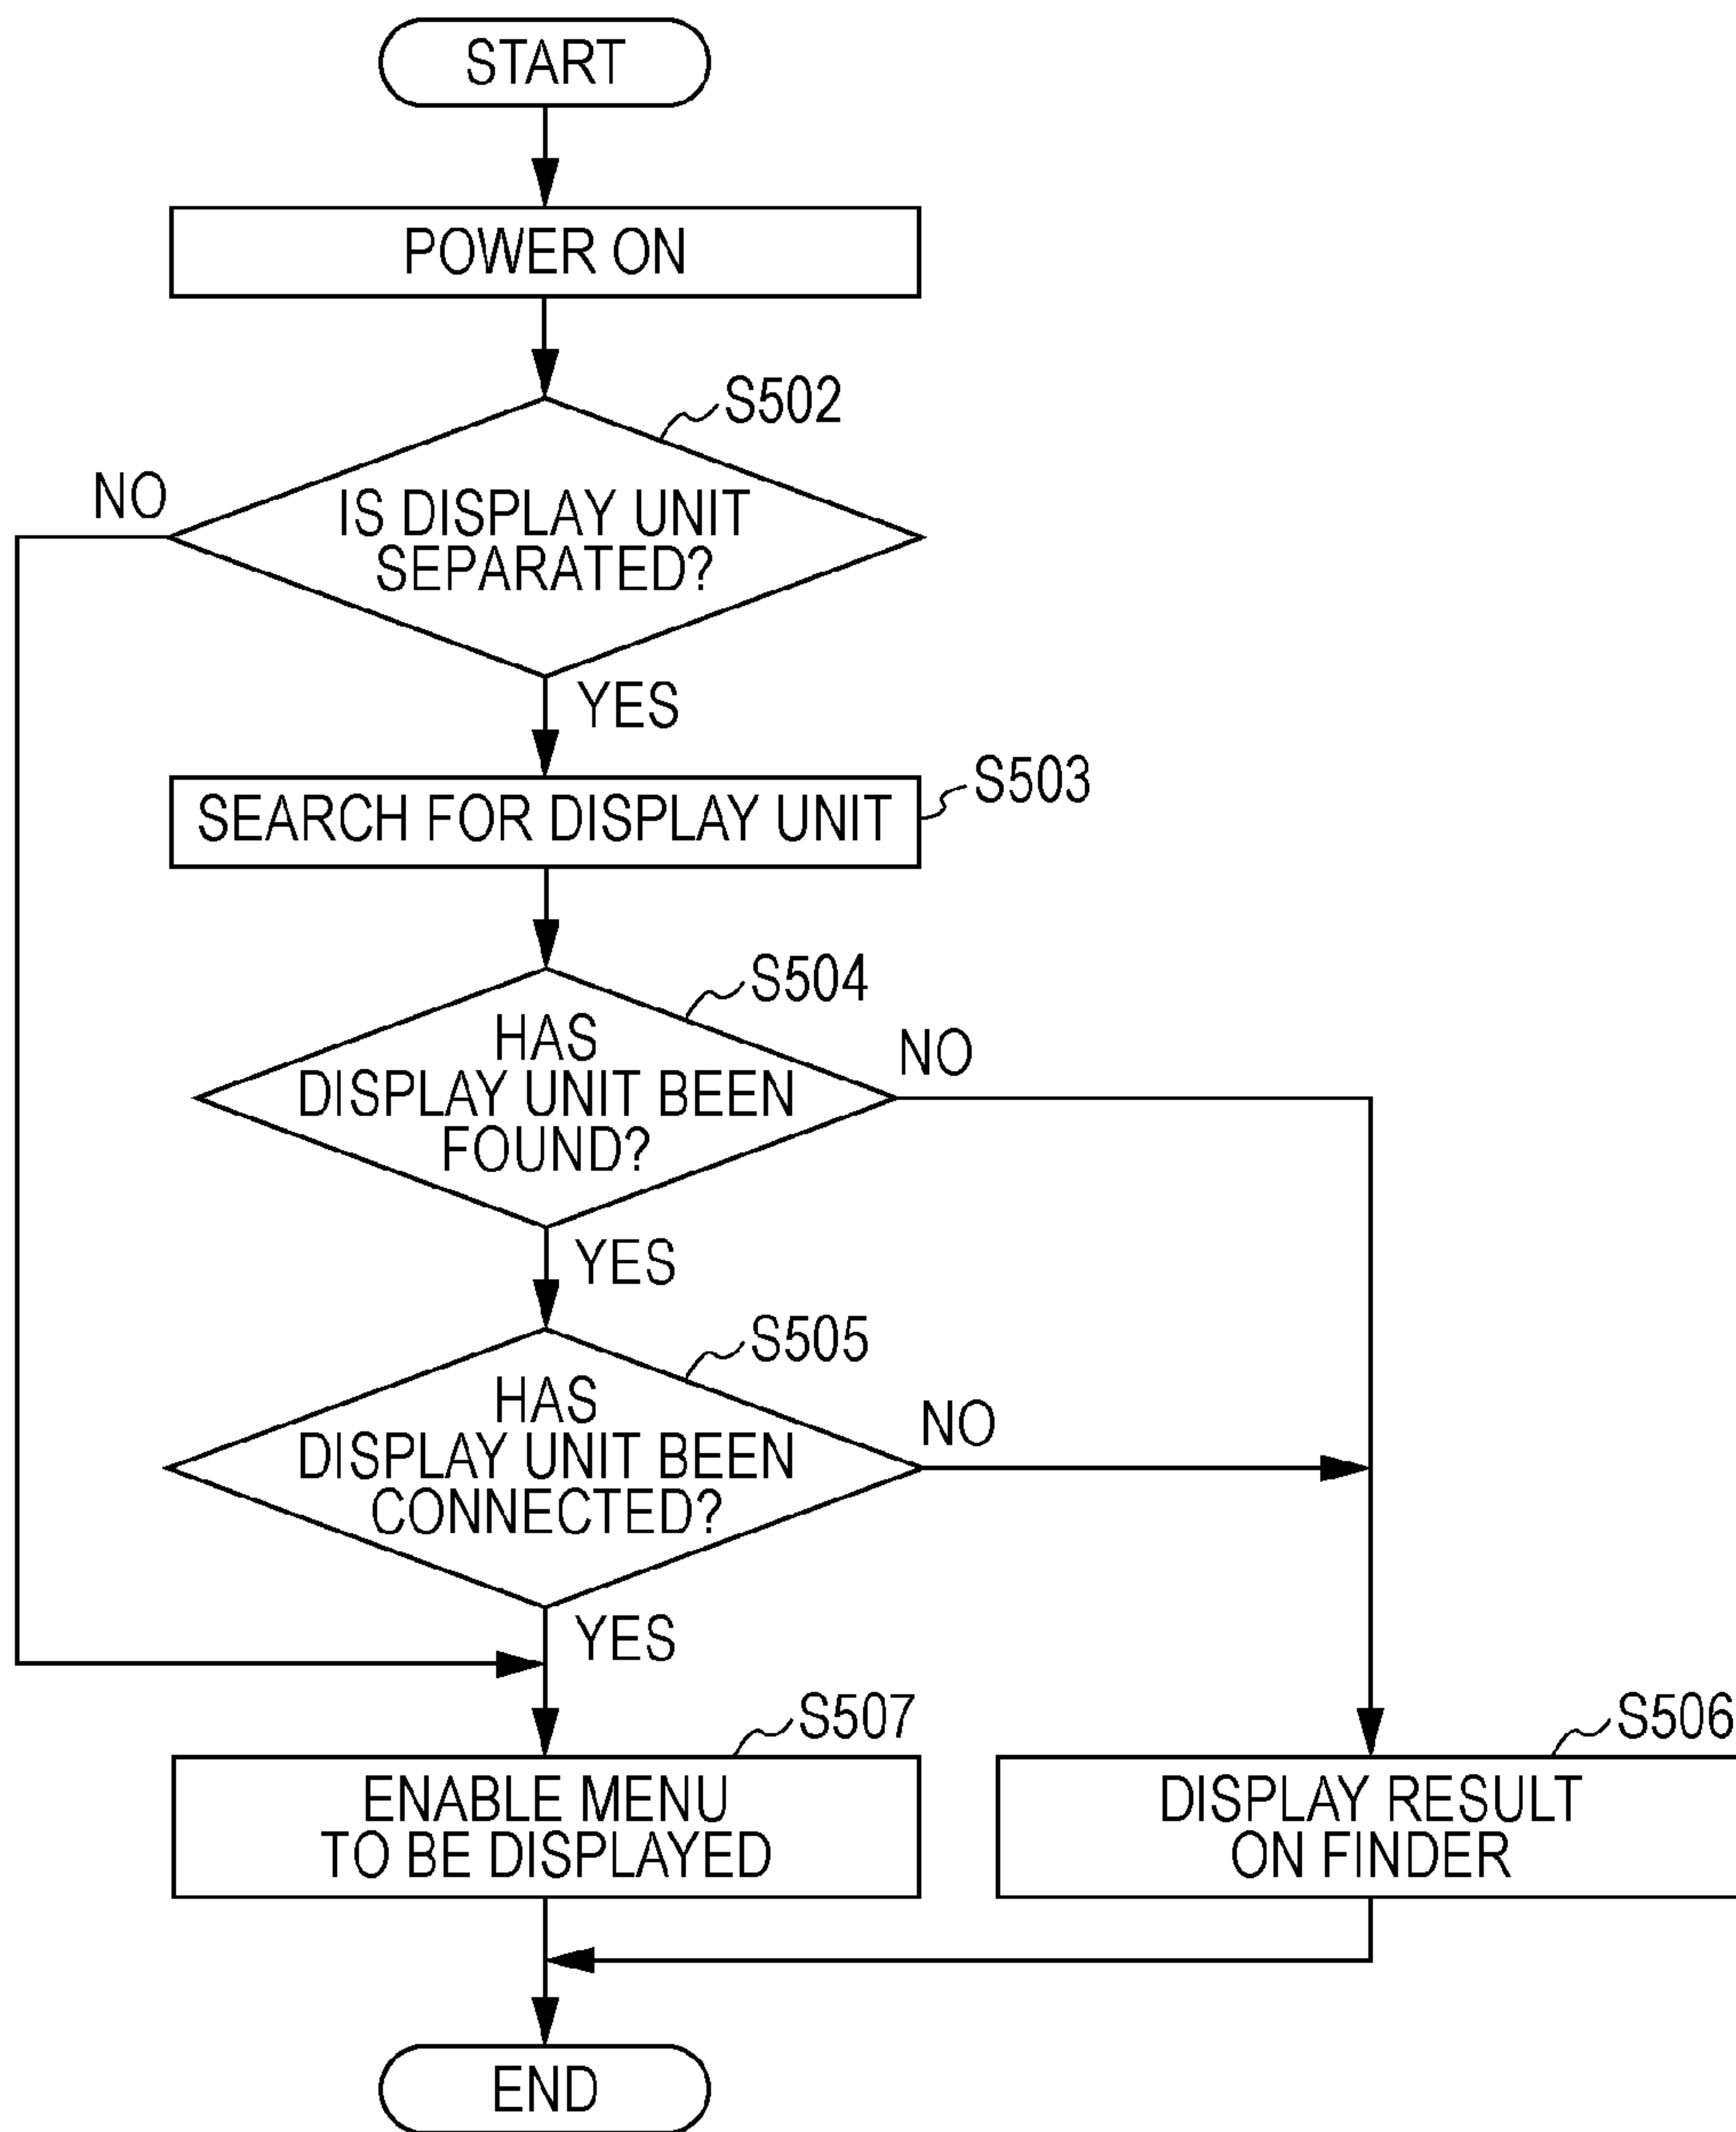 START
POWER ON
S502
NO
IS DISPLAY UNIT
SEPARATED?
YES
S503
SEARCH FOR DISPLAY UNIT
S504
HAS
DISPLAY UNIT BEEN
FOUND?
NO
YES
S505
HAS
DISPLAY UNIT BEEN
CONNECTED?
NO
YES
S507
ENABLE MENU
TO BE DISPLAYED
S506
DISPLAY RESULT
ON FINDER
END